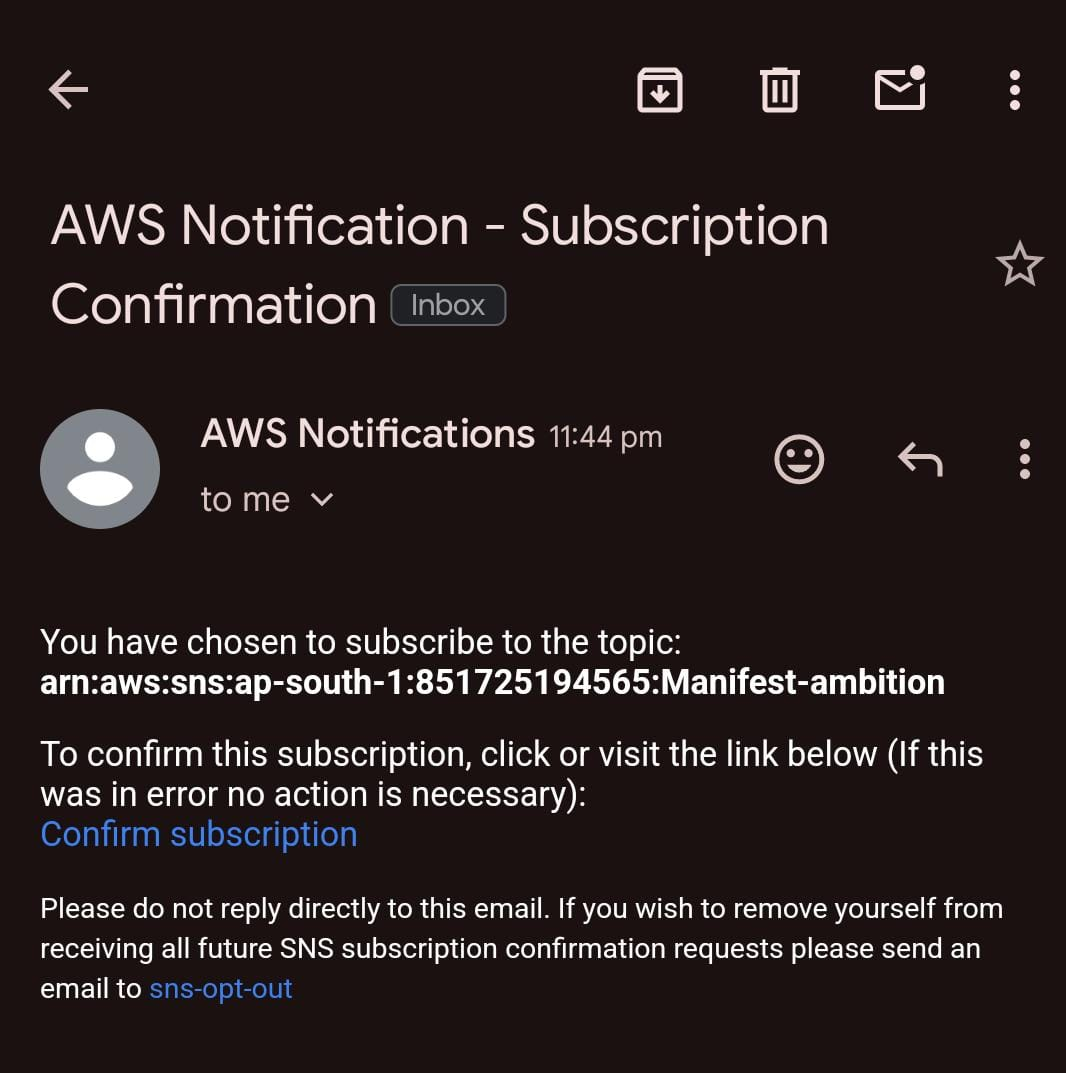 AWS Notification - Subscription
Confirmation Inbox
AWS Notifications 11:44 pm
to me
You have chosen to subscribe to the topic:
arn:aws:sns:ap-south-1:851725194565:Manifest-ambition
To confirm this subscription, click or visit the link below (If this
was in error no action is necessary):
Confirm subscription
Please do not reply directly to this email. If you wish to remove yourself from
receiving all future SNS subscription confirmation requests please send an
email to sns-opt-out